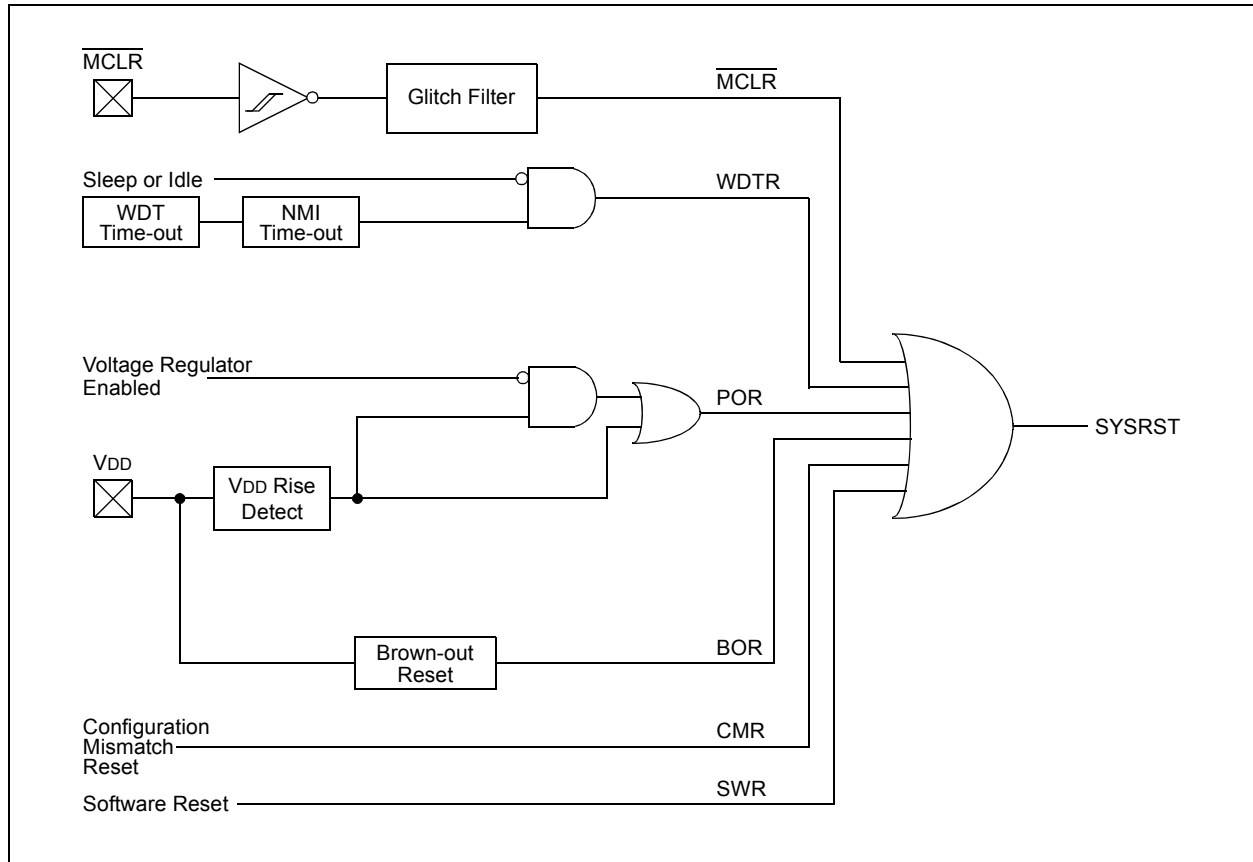 MCLR
Glitch Filter
MCLR
Sleep or Idle
WDTR
WDT
Time-out
NMI
Time-out
Voltage Regulator
Enabled
POR
SYSRST
VDD
VDD Rise
Detect
Brown-out
Reset
BOR
Configuration
Mismatch
Reset
CMR
Software Reset
SWR